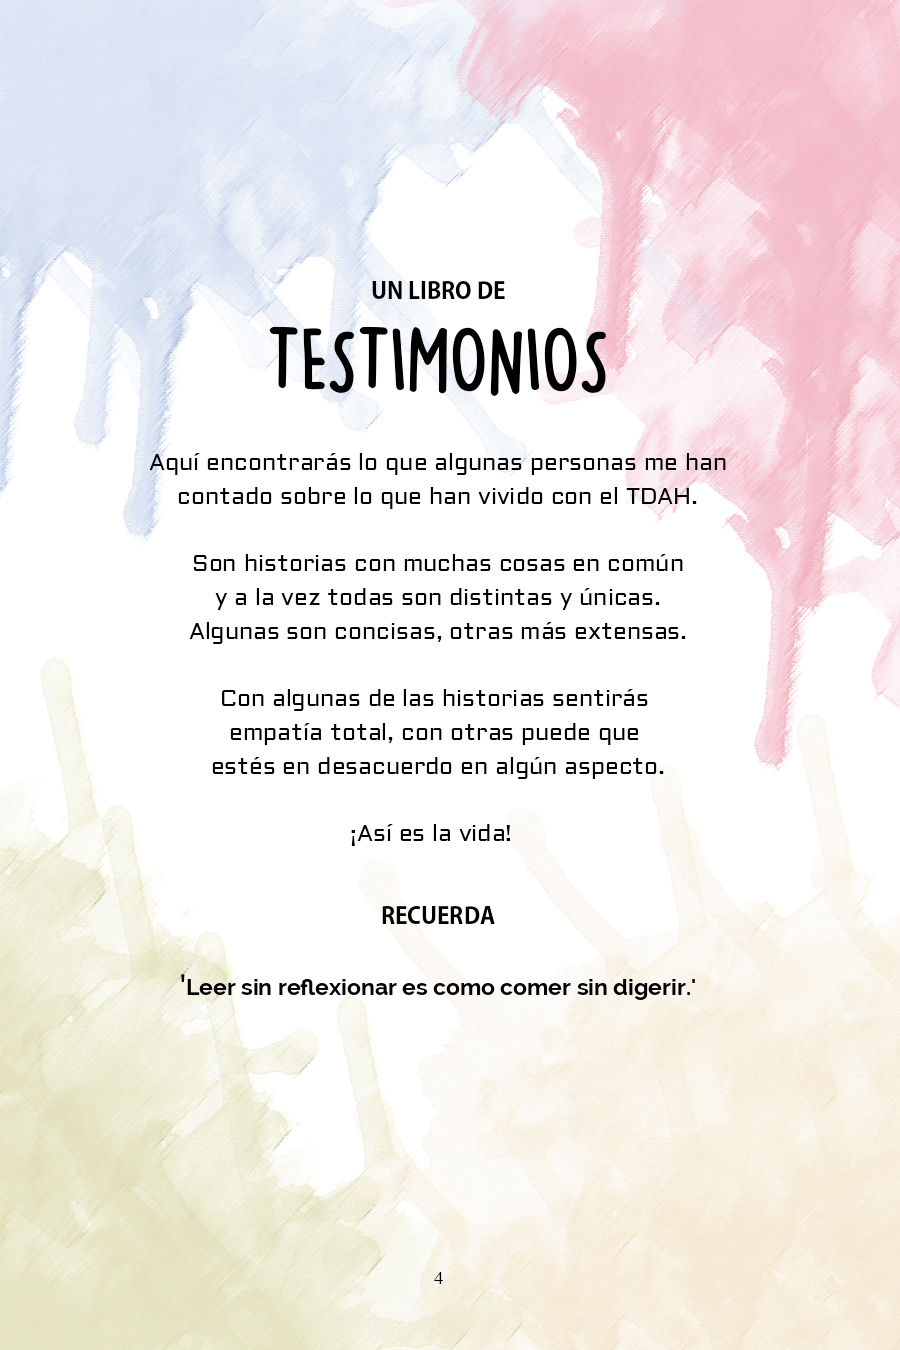 UN LIBRO DE
TESTIMONIOS
Aquí encontrarás lo que algunas personas me han
contado sobre lo que han vivido con el TDAH.
Son historias con muchas cosas en común
y a la vez todas son distintas y únicas.
Algunas son concisas, otras más extensas.
Con algunas de las historias sentirás
empatía total, con otras puede que
estés en desacuerdo en algún aspecto.
¡Así es la vida!
RECUERDA
'Leer sin reflexionar es como comer sin digerir.'
4